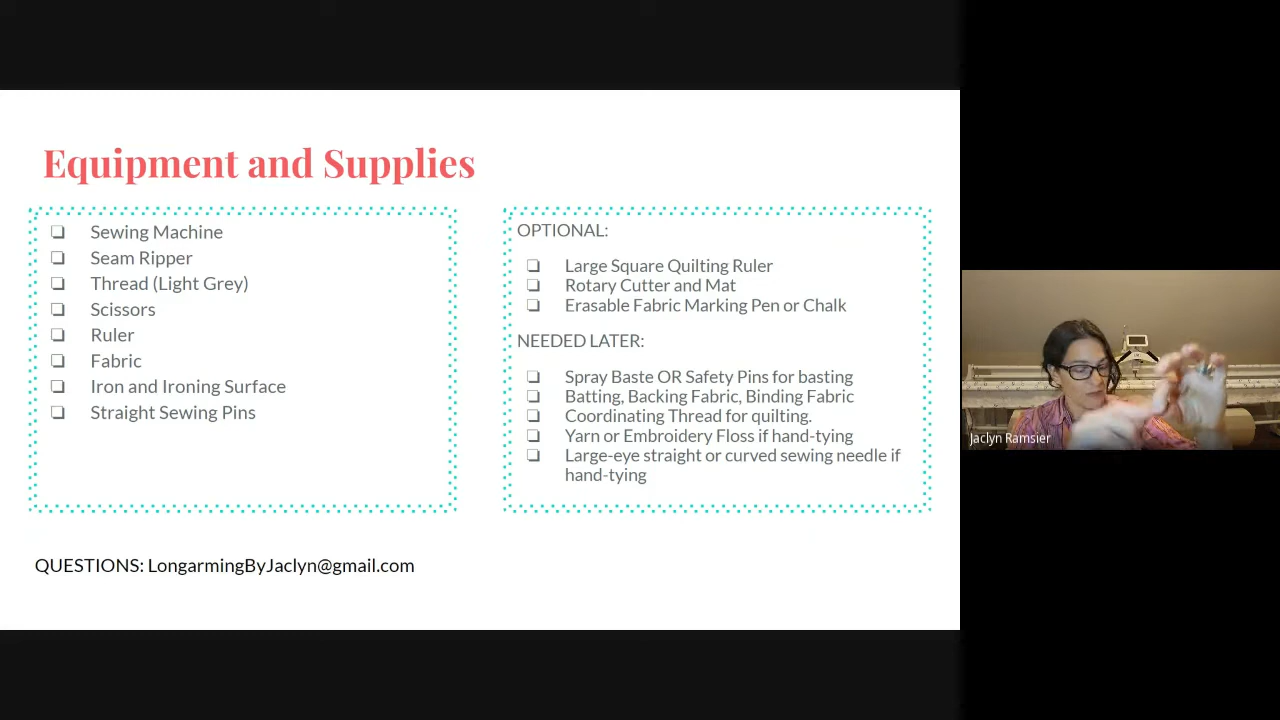 Equipment and Supplies
❏ Sewing Machine
❏ Seam Ripper
❏ Thread (Light Grey)
❏ Scissors
❏ Ruler
❏ Fabric
❏ Iron and Ironing Surface
❏ Straight Sewing Pins
OPTIONAL:
❏ Large Square Quilting Ruler
❏ Rotary Cutter and Mat
❏ Erasable Fabric Marking Pen or Chalk
NEEDED LATER:
❏ Spray Baste OR Safety Pins for basting
❏ Batting, Backing Fabric, Binding Fabric
❏ Coordinating Thread for quilting.
❏ Yarn or Embroidery Floss if hand-tying
❏ Large-eye straight or curved sewing needle if
hand-tying
QUESTIONS: LongarmingByJaclyn@gmail.com
Jaclyn Ramsier